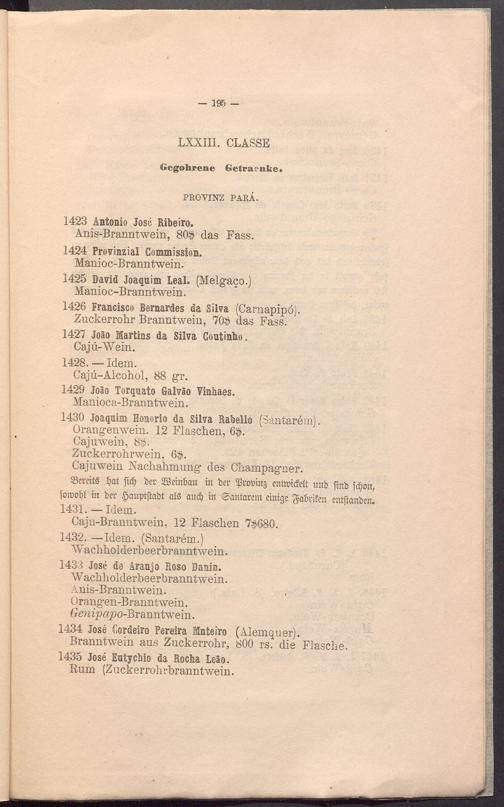 — 195 —
LXXIII. CLASSE
Gegohrene Getraenke.
PROVINZ PARÁ.
1423 Antonio José Ribeiro.
Anis-Branntwein, 80$ das Fass.
1424 Provinzial Commission.
Manioc-Branntwein.
1425 David Joaquim Leal. (Melgaço.)
Manioc-Branntwein.
1426 Francisco Bernardes da Silva (Carnapipó).
Zuckerrohr Branntwein, 70$ das Fass.
1427 João Martins da Silva Coutinho.
Cajú-Wein.
1428. — Idem.
Cajú-Alcohol, 88 gr.
1429 João Torquato Galvão Vinhaes.
Manioca-Branntwein.
1430 Joaquim Honorio da Silva Rabello (Santarém).
Orangenwein. 12 Flaschen, 6$.
Cajuwein, 8$.
Zuckerrohrwein, 6$.
Cajuwein Nachahmung des Champagner.
Bereits hat sich der Weinbau in der Provinz entwickelt und sind schon,
sowohl in der Hauptstadt als auch in Santarem einige Fabriken entstanden.
1431. — Idem.
Caju-Branntwein, 12 Flaschen 7$680.
1432. — Idem. (Santarém.)
Wachholderbeerbranntwein.
1433 José de Araujo Roso Danin.
Wachholderbeerbranntwein.
Anis-Branntwein.
Orangen-Branntwein.
Genipapo-Branntwein.
1434 José Cordeiro Pereira Mnteiro (Alemquer).
Branntwein aus Zuckerrohr, 800 rs. die Flasche.
1435 José Eutychio da Rocha Leão.
Rum (Zuckerrohrbranntwein.